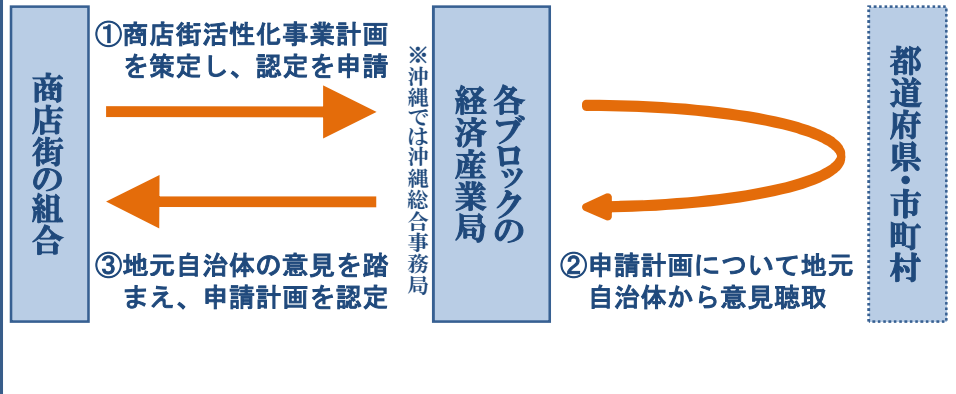 商店街の組合
①商店街活性化事業計画
を策定し、認定を申請
③地元自治体の意見を踏
まえ、申請計画を認定
※沖縄では沖縄総合事務局
各ブロックの
経済産業局
②申請計画について地元
自治体から意見聴取
都道府県・市町村